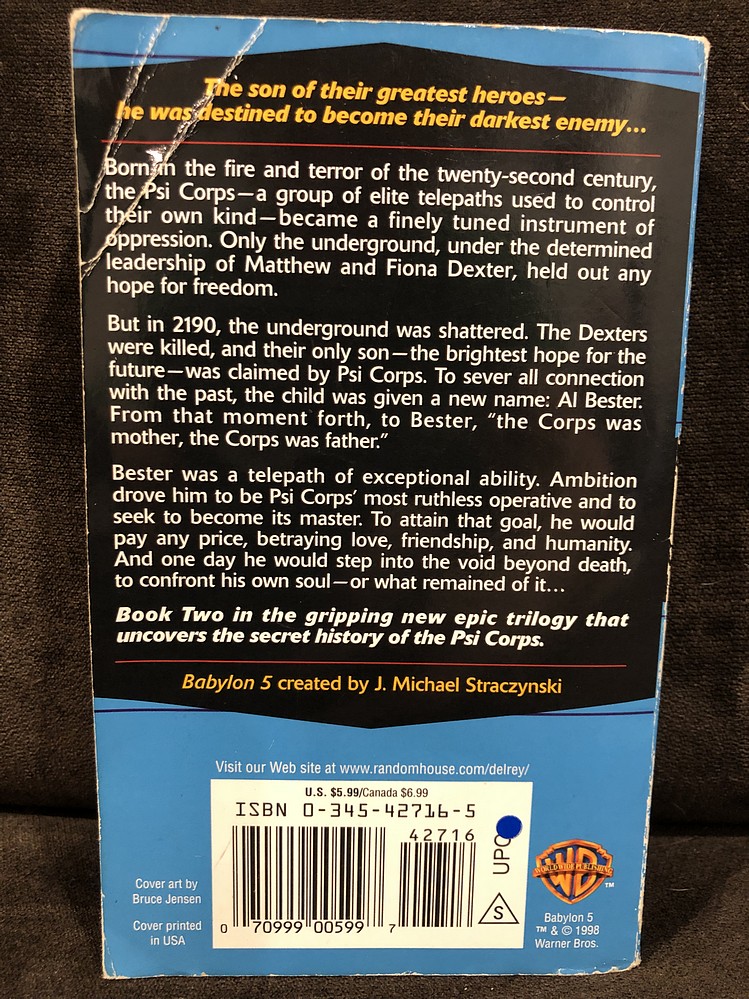 The son of their greatest heroes—
he was destined to become their darkest enemy...
Born in the fire and terror of the twenty-second century,
the Psi Corps—a group of elite telepaths used to control
their own kind—became a finely tuned instrument of
oppression. Only the underground, under the determined
leadership of Matthew and Fiona Dexter, held out any
hope for freedom.
But in 2190, the underground was shattered. The Dexters
were killed, and their only son—the brightest hope for the
future—was claimed by Psi Corps. To sever all connection
with the past, the child was given a new name: Al Bester.
From that moment forth, to Bester, “the Corps was
mother, the Corps was father.”
Bester was a telepath of exceptional ability. Ambition
drove him to be Psi Corps’ most ruthless operative and to
seek to become its master. To attain that goal, he would
pay any price, betraying love, friendship, and humanity.
And one day he would step into the void beyond death,
to confront his own soul—or what remained of it...
Book Two in the gripping new epic trilogy that
uncovers the secret history of the Psi Corps.
Babylon 5 created by J. Michael Straczynski
Visit our Web site at www.randomhouse.com/delrey/
U.S. $5.99/Canada $6.99
ISBN 0-345-42716-5
42716
UPC
S
0 70999 00599 7
Cover art by
Bruce Jensen
Cover printed
in USA
WB
WORLDWIDE PUBLISHING
™
Babylon 5
™ & © 1998
Warner Bros.